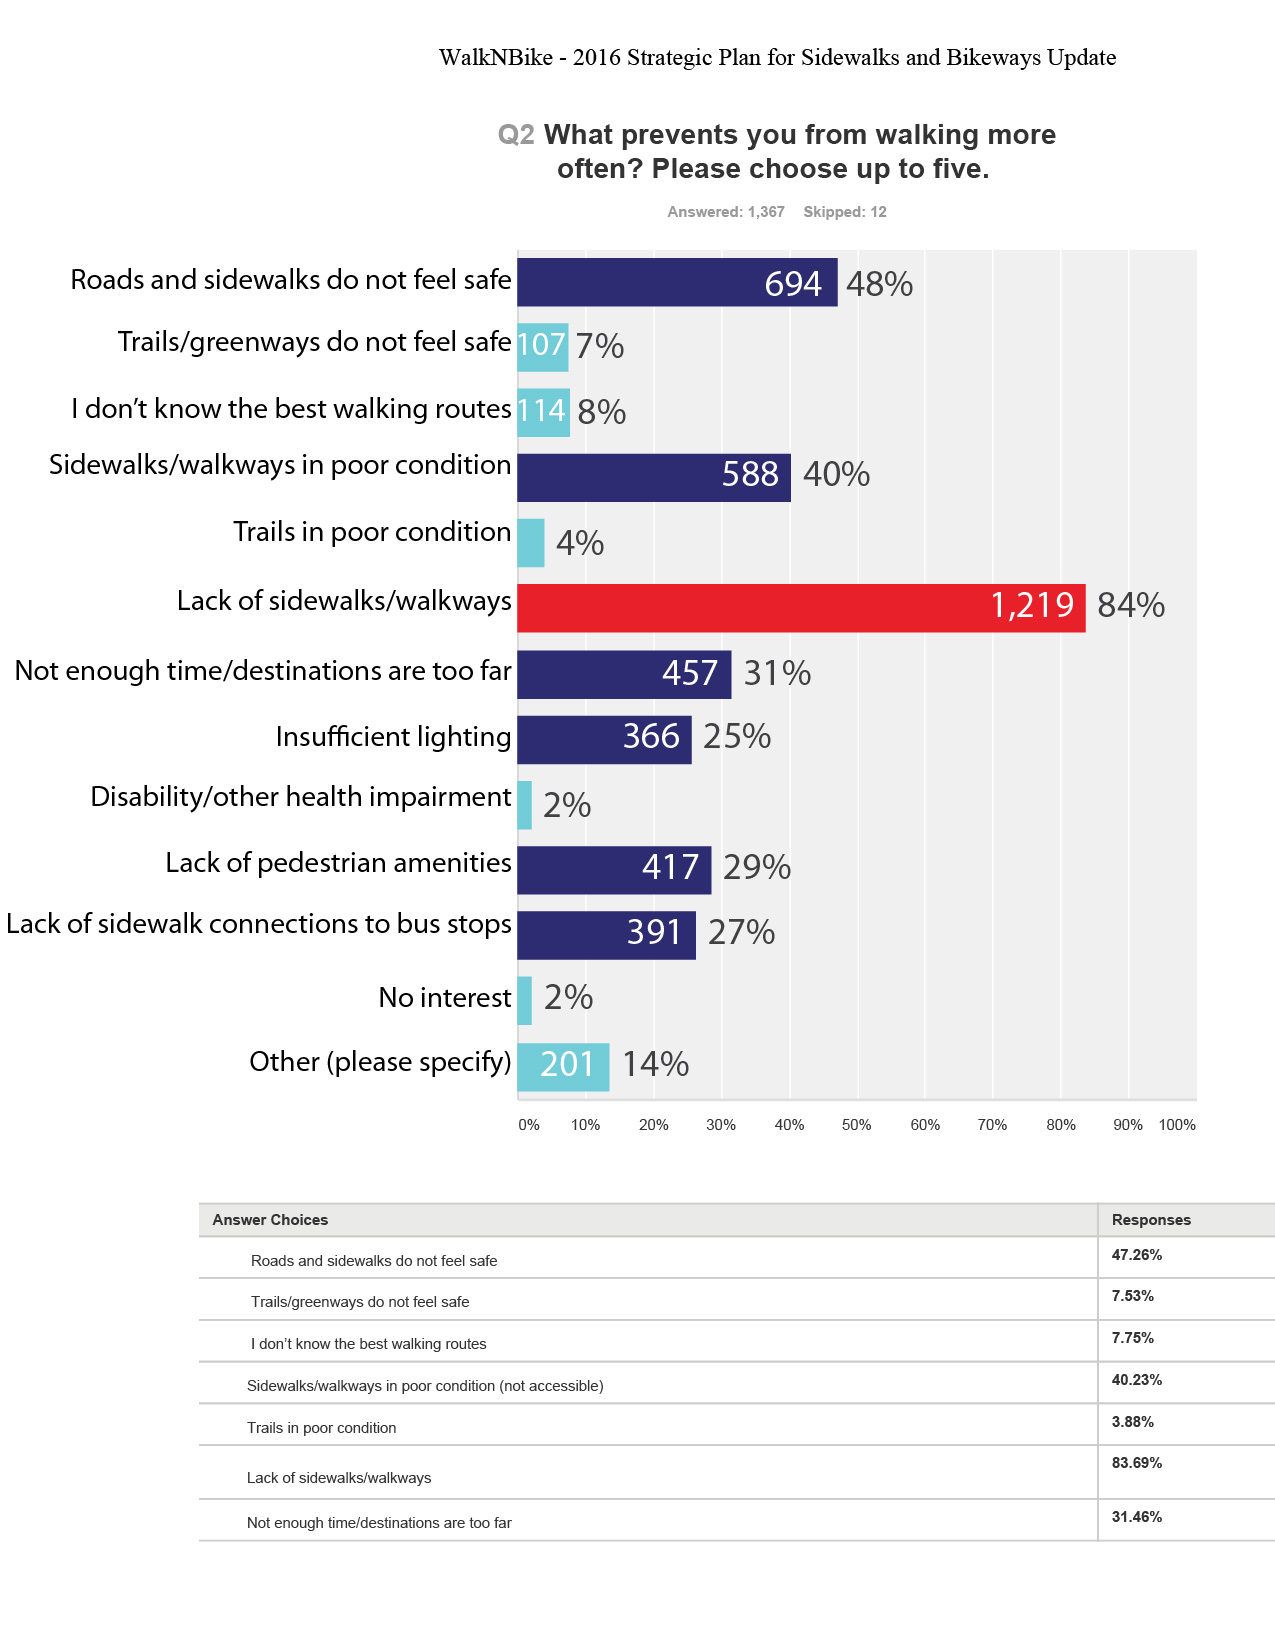 WalkNBike - 2016 Strategic Plan for Sidewalks and Bikeways Update
Q2 What prevents you from walking more
often? Please choose up to five.
Answered: 1,367 Skipped: 12
Roads and sidewalks do not feel safe 694 48%
Trails/greenways do not feel safe 107 7%
I don't know the best walking routes 114 8%
Sidewalks/walkways in poor condition 588 40%
Trails in poor condition 4%
Lack of sidewalks/walkways 1,219 84%
Not enough time/destinations are too far 457 31%
Insufficient lighting 366 25%
Disability/other health impairment 2%
Lack of pedestrian amenities 417 29%
Lack of sidewalk connections to bus stops 391 27%
No interest 2%
Other (please specify) 201 14%
0% 10% 20% 30% 40% 50% 60% 70% 80% 90% 100%
Answer Choices Responses
Roads and sidewalks do not feel safe 47.26%
Trails/greenways do not feel safe 7.53%
I don't know the best walking routes 7.75%
Sidewalks/walkways in poor condition (not accessible) 40.23%
Trails in poor condition 3.88%
Lack of sidewalks/walkways 83.69%
Not enough time/destinations are too far 31.46%